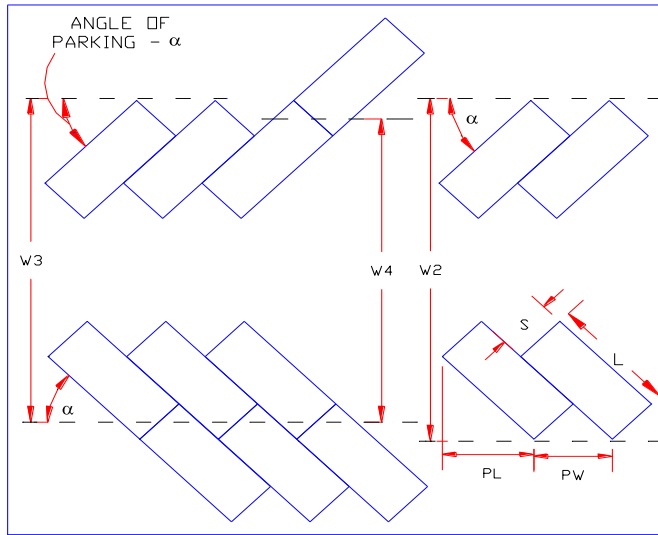 ANGLE OF
PARKING - α
α
W3
W4
W2
S
L
α
PL
PW